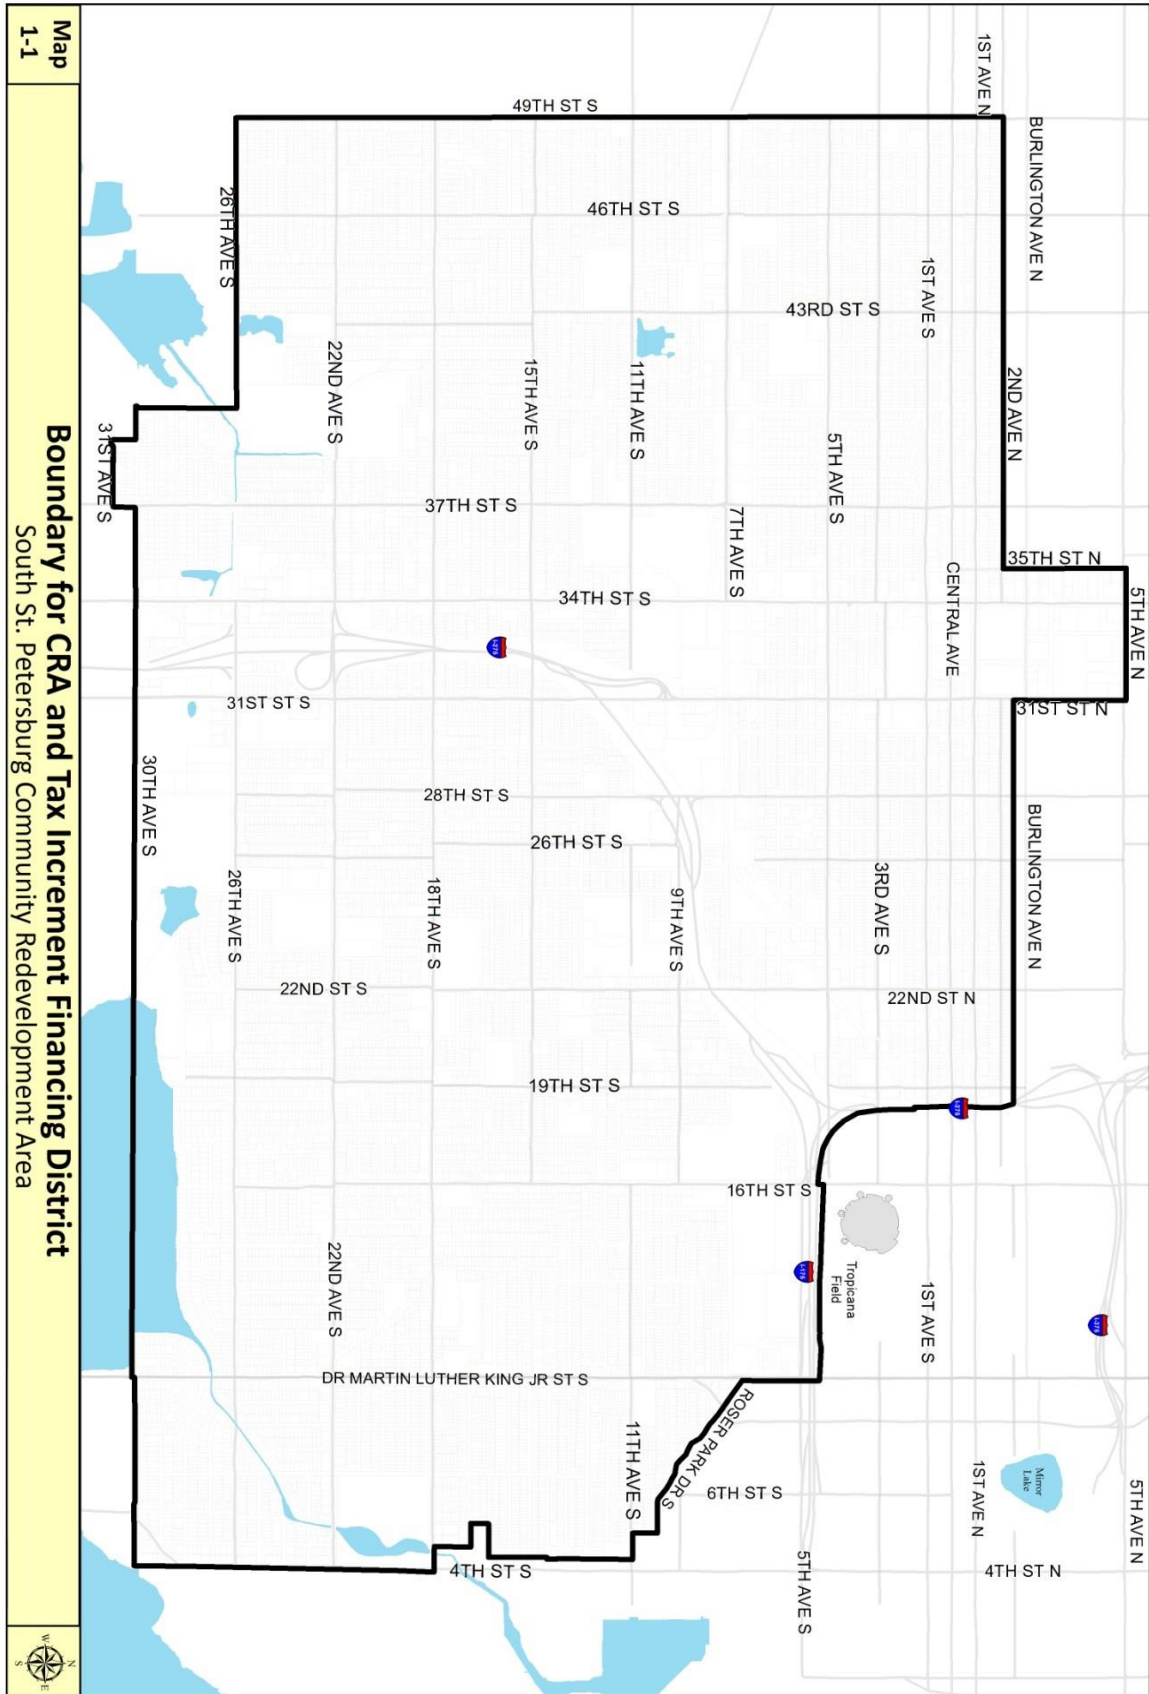 1ST AVE N
BURLINGTON AVE N
2ND AVE N
35TH ST N
5TH AVE N
31ST ST N
BURLINGTON AVE N
49TH ST S
46TH ST S
43RD ST S
1ST AVE S
5TH AVE S
CENTRAL AVE
7TH AVE S
11TH AVE S
15TH AVE S
22ND AVE S
26TH AVE S
31ST AVE S
37TH ST S
34TH ST S
I-275
31ST ST S
30TH AVE S
28TH ST S
26TH ST S
3RD AVE S
9TH AVE S
18TH AVE S
26TH AVE S
22ND ST S
22ND ST N
19TH ST S
I-275
16TH ST S
Tropicana
Field
I-175
I-375
1ST AVE S
22ND AVE S
DR MARTIN LUTHER KING JR ST S
ROSER PARK DR S
11TH AVE S
6TH ST S
Mirror
Lake
1ST AVE N
5TH AVE N
4TH ST N
5TH AVE S
4TH ST S
Map
1-1
Boundary for CRA and Tax Increment Financing District
South St. Petersburg Community Redevelopment Area
N
W
E
S